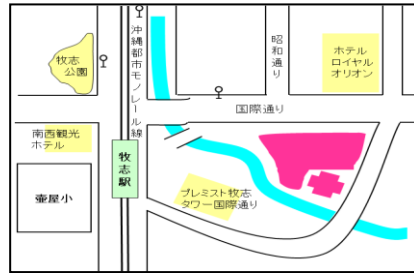 牧志
公園
沖縄都市モノレール線
昭和通り
ホテル
ロイヤル
オリオン
国際通り
南西観光
ホテル
牧志駅
壺屋小
プレミスト牧志
タワー国際通り